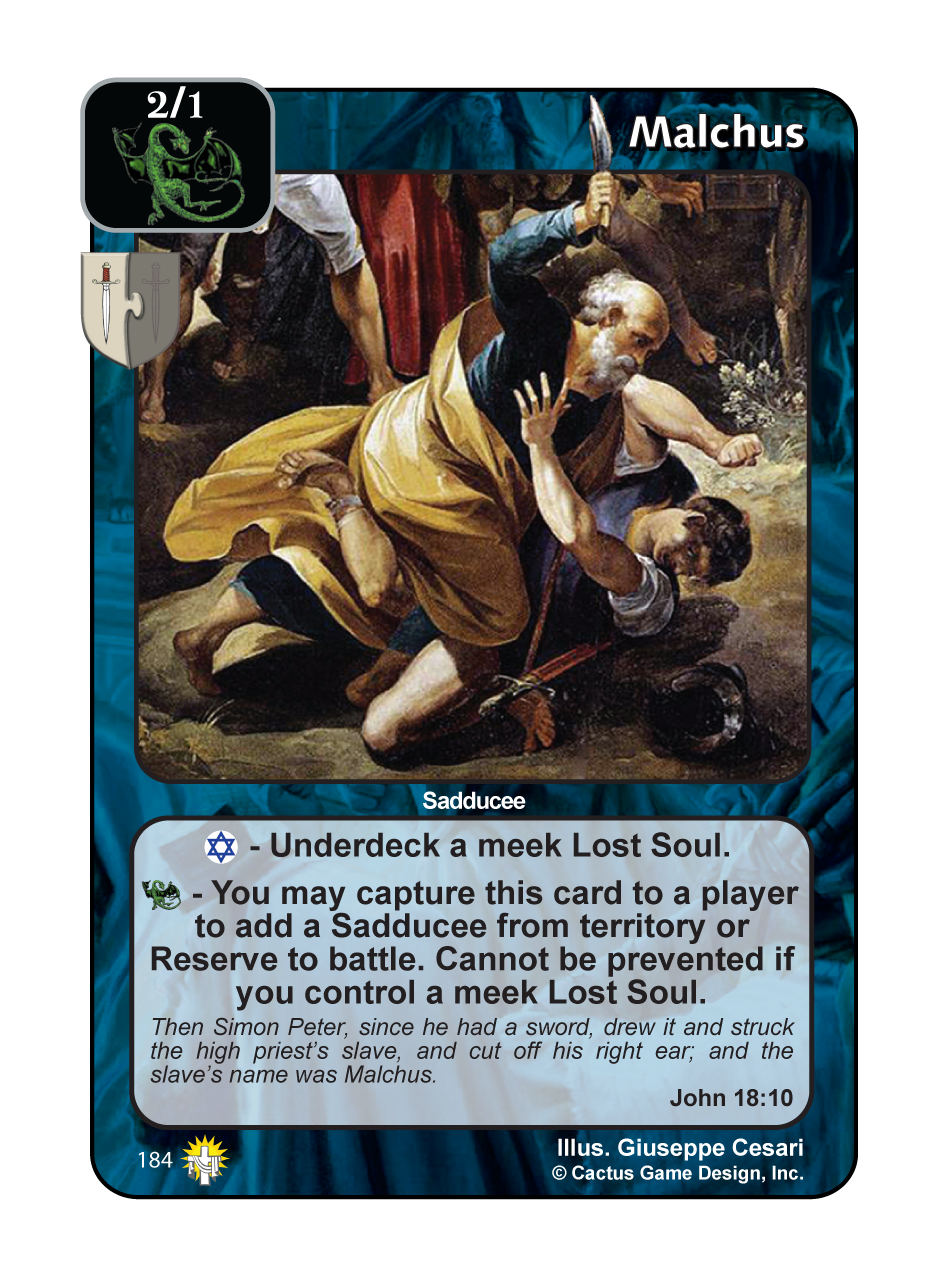 2/1
Malchus
Sadducee
- Underdeck a meek Lost Soul.
- You may capture this card to a player
to add a Sadducee from territory or
Reserve to battle. Cannot be prevented if
you control a meek Lost Soul.
Then Simon Peter, since he had a sword, drew it and struck
the high priest’s slave, and cut off his right ear; and the
slave’s name was Malchus.
John 18:10
184
Illus. Giuseppe Cesari
© Cactus Game Design, Inc.